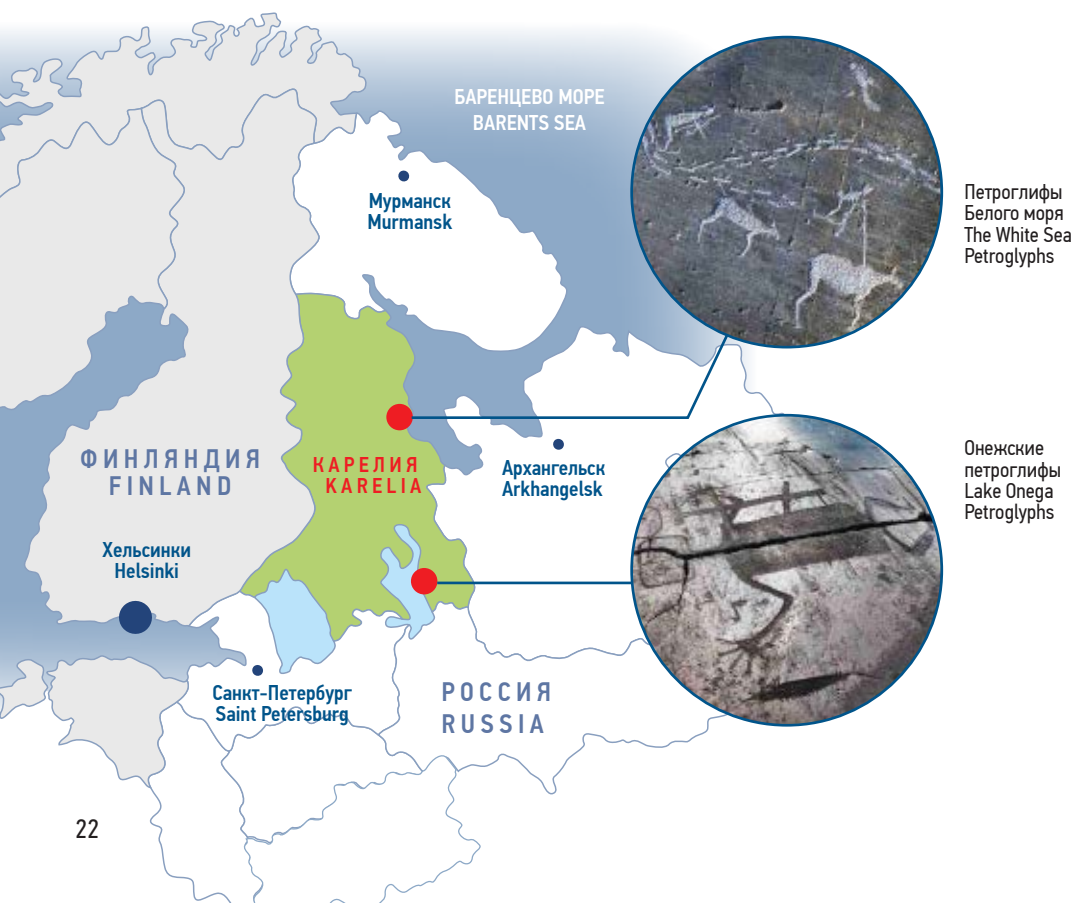 БАРЕНЦЕВО МОРЕ
BARENTS SEA
Мурманск
Murmansk
Петроглифы
Белого моря
The White Sea
Petroglyphs
ФИНЛЯНДИЯ
FINLAND
КАРЕЛИЯ
KARELIA
Архангельск
Arkhangelsk
Онежские
петроглифы
Lake Onega
Petroglyphs
Хельсинки
Helsinki
Санкт-Петербург
Saint Petersburg
РОССИЯ
RUSSIA
22